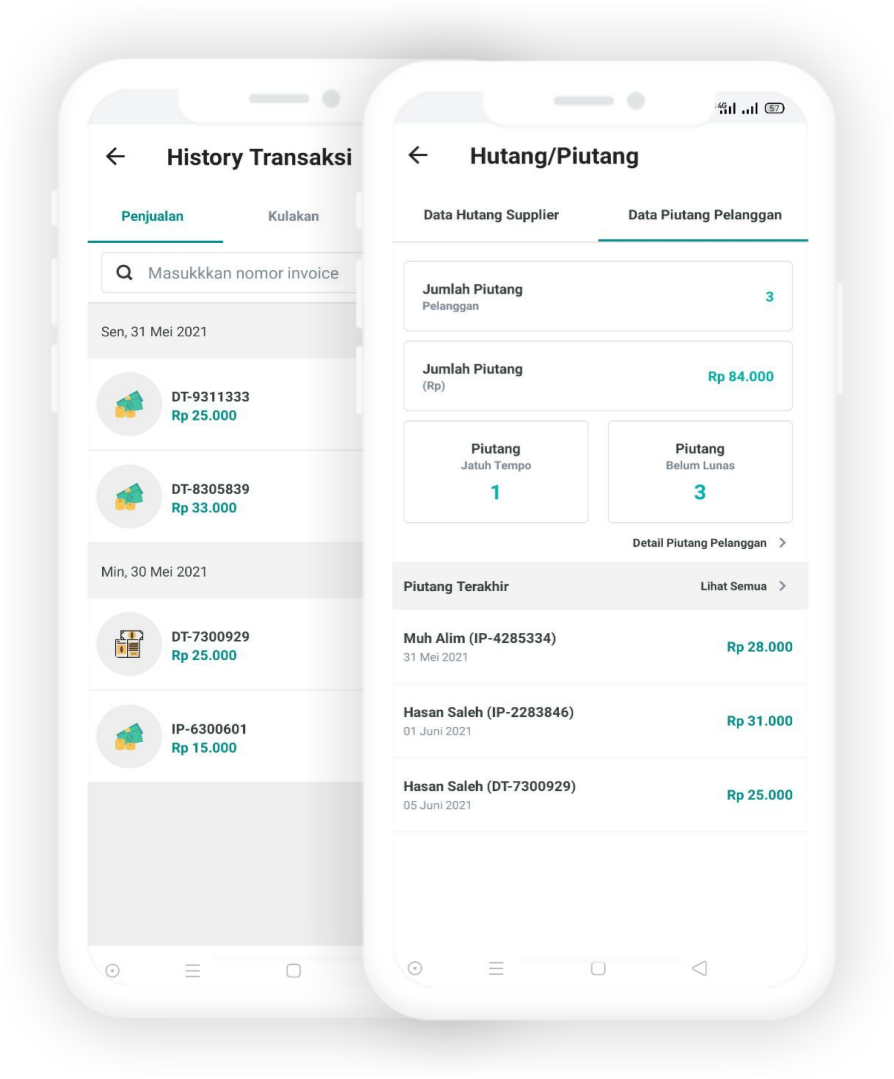 History Transaksi
Penjualan
Kulakan
Masukkkan nomor invoice
Sen, 31 Mei 2021
DT-9311333
Rp 25.000
DT-8305839
Rp 33.000
Min, 30 Mei 2021
DT-7300929
Rp 25.000
IP-6300601
Rp 15.000
4G
57
Hutang/Piutang
Data Hutang Supplier
Data Piutang Pelanggan
Jumlah Piutang
Pelanggan
3
Jumlah Piutang
(Rp)
Rp 84.000
Piutang
Jatuh Tempo
1
Piutang
Belum Lunas
3
Detail Piutang Pelanggan
Piutang Terakhir
Lihat Semua
Muh Alim (IP-4285334)
31 Mei 2021
Rp 28.000
Hasan Saleh (IP-2283846)
01 Juni 2021
Rp 31.000
Hasan Saleh (DT-7300929)
05 Juni 2021
Rp 25.000